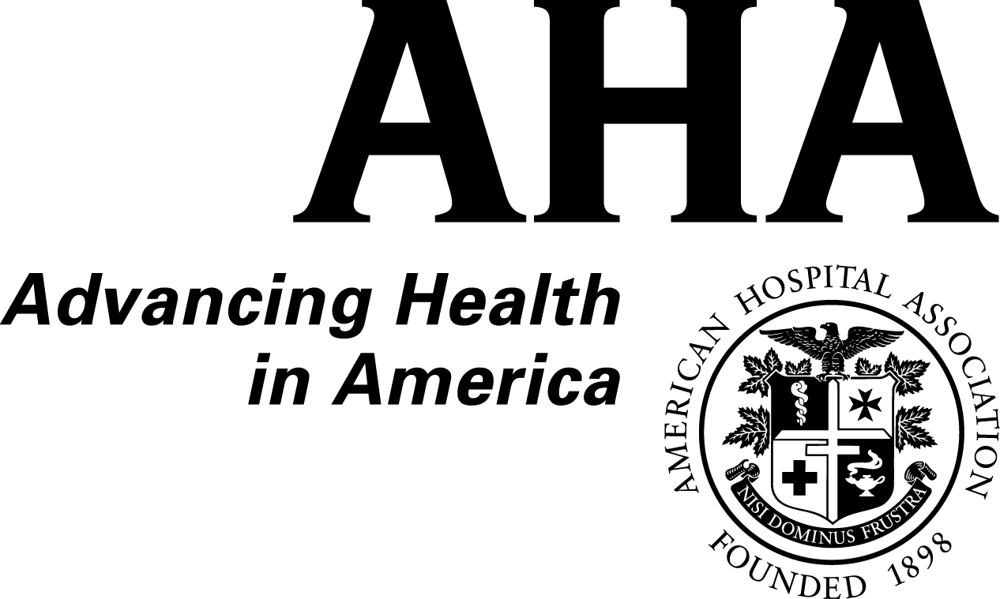 AHA
Advancing Health
in America
AMERICAN HOSPITAL ASSOCIATION
NISI DOMINUS FRUSTRA
FOUNDED 1898